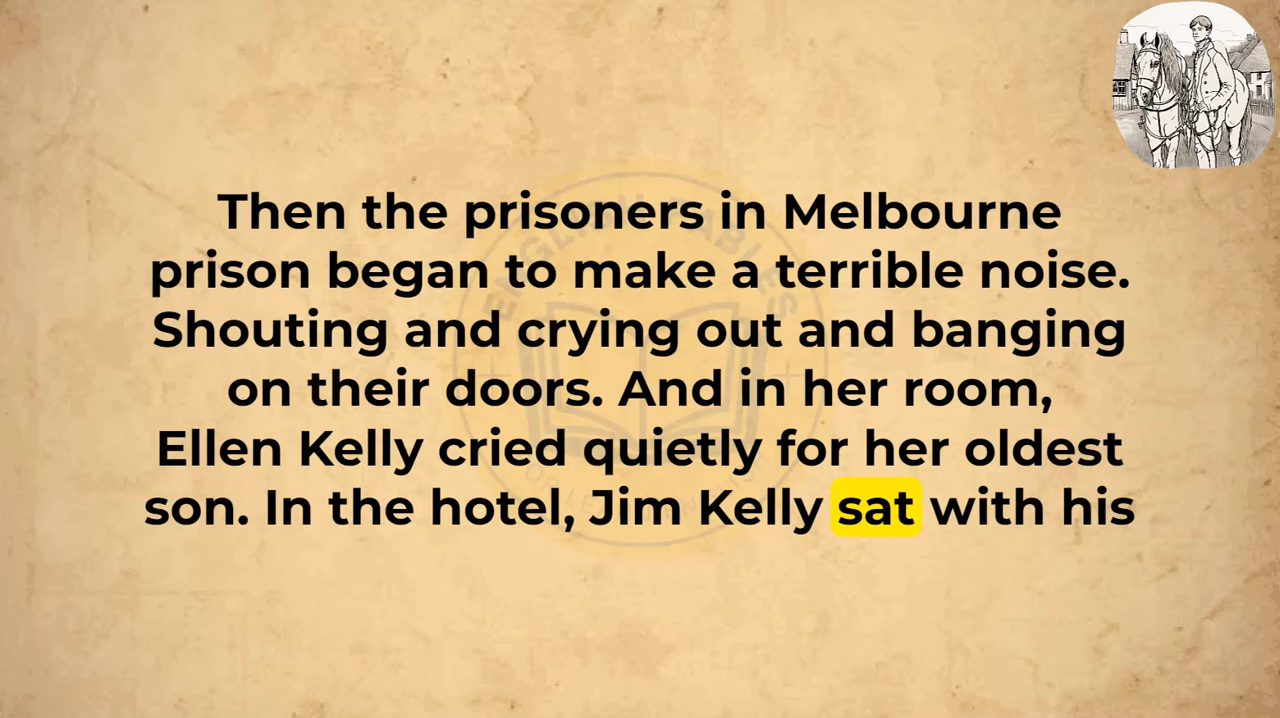 Then the prisoners in Melbourne
prison began to make a terrible noise.
Shouting and crying out and banging
on their doors. And in her room,
Ellen Kelly cried quietly for her oldest
son. In the hotel, Jim Kelly sat with his